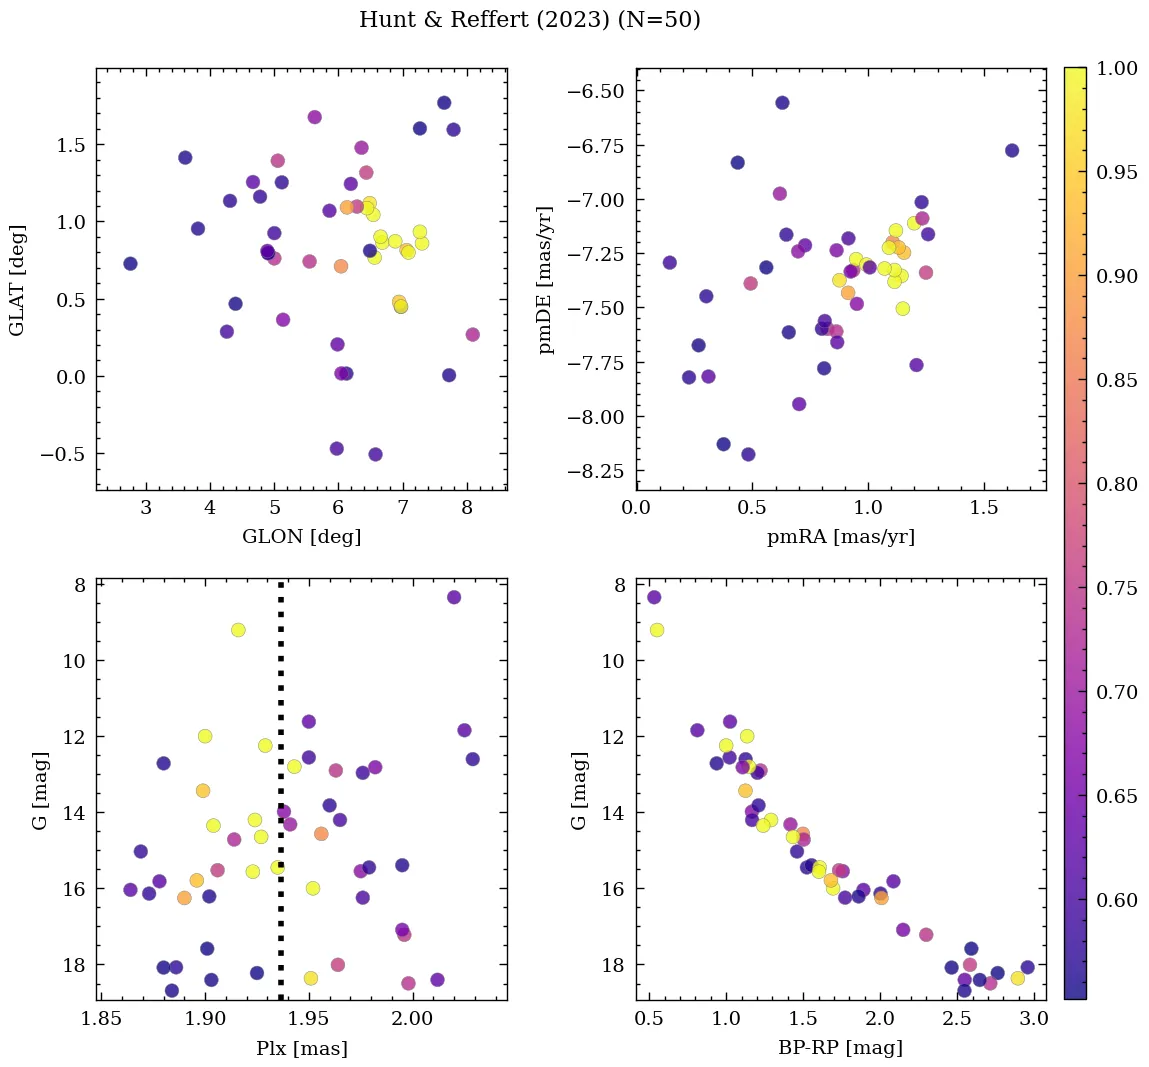 Hunt & Reffert (2023) (N=50)
1.5
1.0
0.5
0.0
−0.5
GLAT [deg]
3 4 5 6 7 8
GLON [deg]
−6.50
−6.75
−7.00
−7.25
−7.50
−7.75
−8.00
−8.25
pmDE [mas/yr]
0.0 0.5 1.0 1.5
pmRA [mas/yr]
8
10
12
14
16
18
G [mag]
1.85 1.90 1.95 2.00
Plx [mas]
8
10
12
14
16
18
G [mag]
0.5 1.0 1.5 2.0 2.5 3.0
BP-RP [mag]
1.00
0.95
0.90
0.85
0.80
0.75
0.70
0.65
0.60